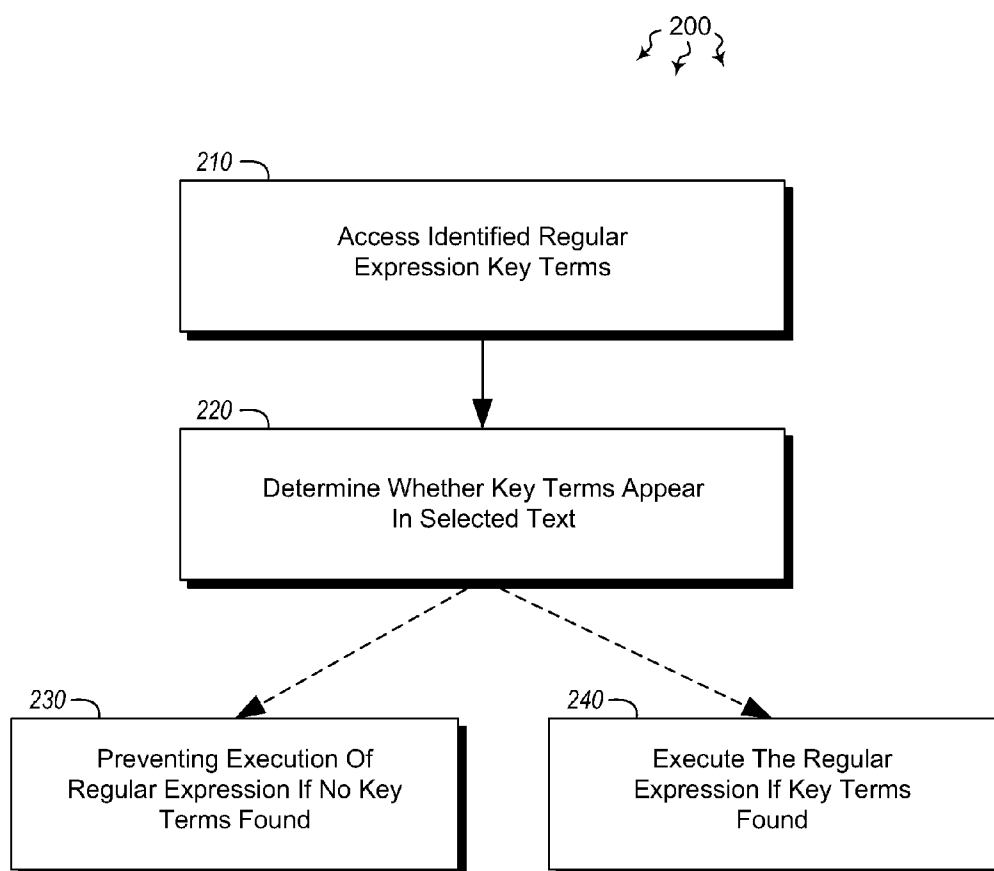 200
210
Access Identified Regular
Expression Key Terms
220
Determine Whether Key Terms Appear
In Selected Text
230
Preventing Execution Of
Regular Expression If No Key
Terms Found
240
Execute The Regular
Expression If Key Terms
Found